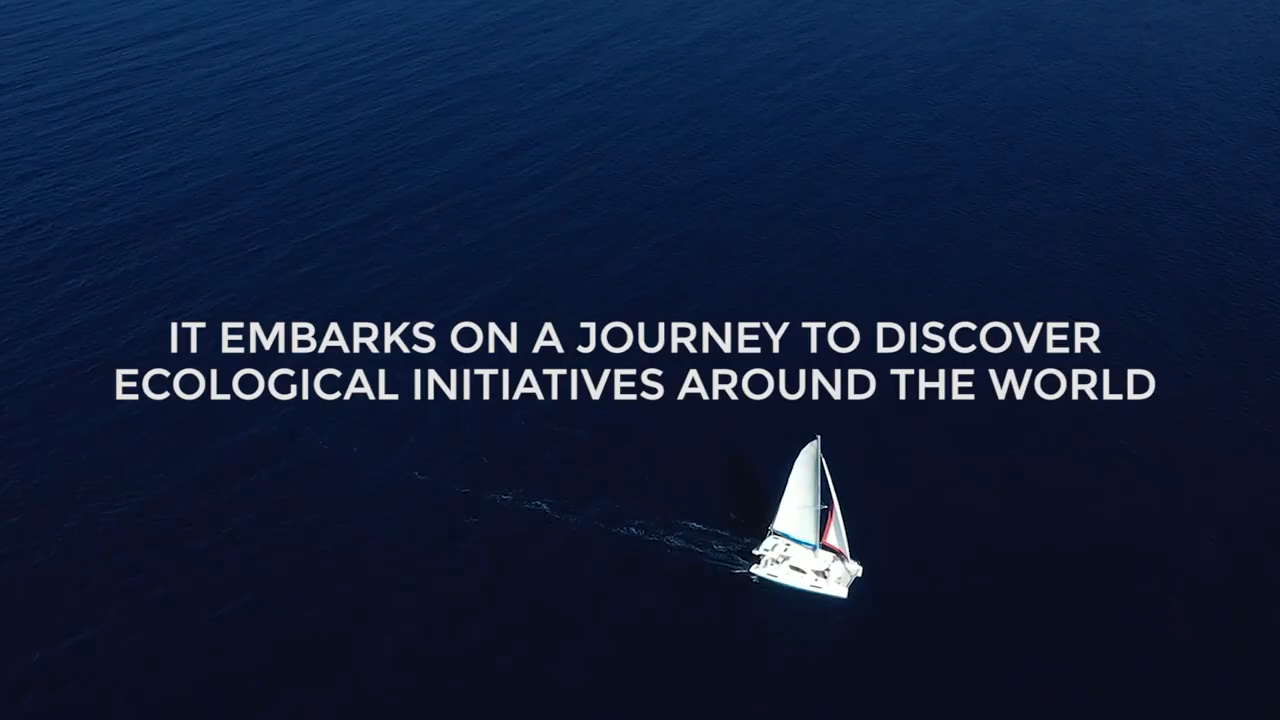 IT EMBARKS ON A JOURNEY TO DISCOVER
ECOLOGICAL INITIATIVES AROUND THE WORLD